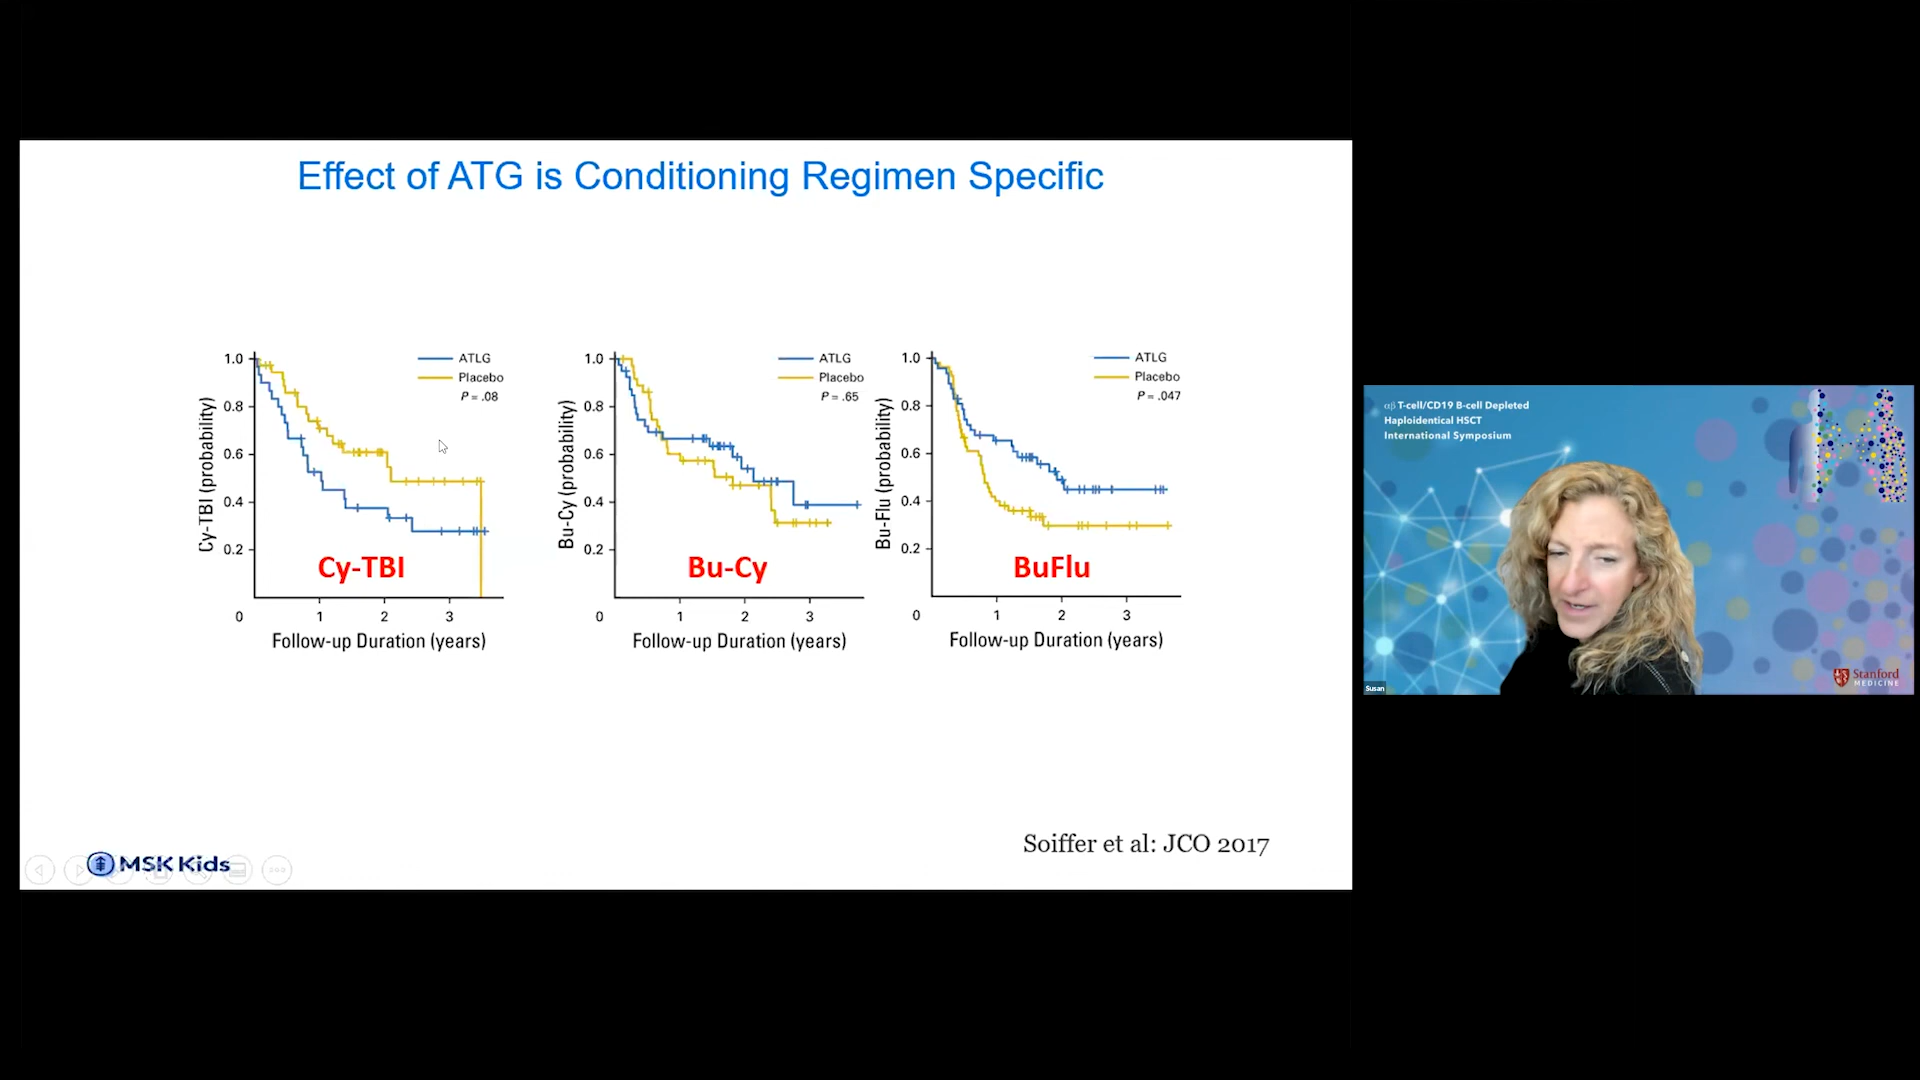 Effect of ATG is Conditioning Regimen Specific
1.0
0.8
0.6
0.4
0.2
0
1
2
3
Cy-TBI (probability)
ATLG
Placebo
P = .08
Cy-TBI
Follow-up Duration (years)
1.0
0.8
0.6
0.4
0.2
0
1
2
3
Bu-Cy (probability)
ATLG
Placebo
P = .65
Bu-Cy
Follow-up Duration (years)
1.0
0.8
0.6
0.4
0.2
0
1
2
3
Bu-Flu (probability)
ATLG
Placebo
P = .047
BuFlu
Follow-up Duration (years)
Soiffer et al: JCO 2017
MSK Kids
αβ T-cell/CD19 B-cell Depleted
Haploidentical HSCT
International Symposium
Susan
Stanford
MEDICINE